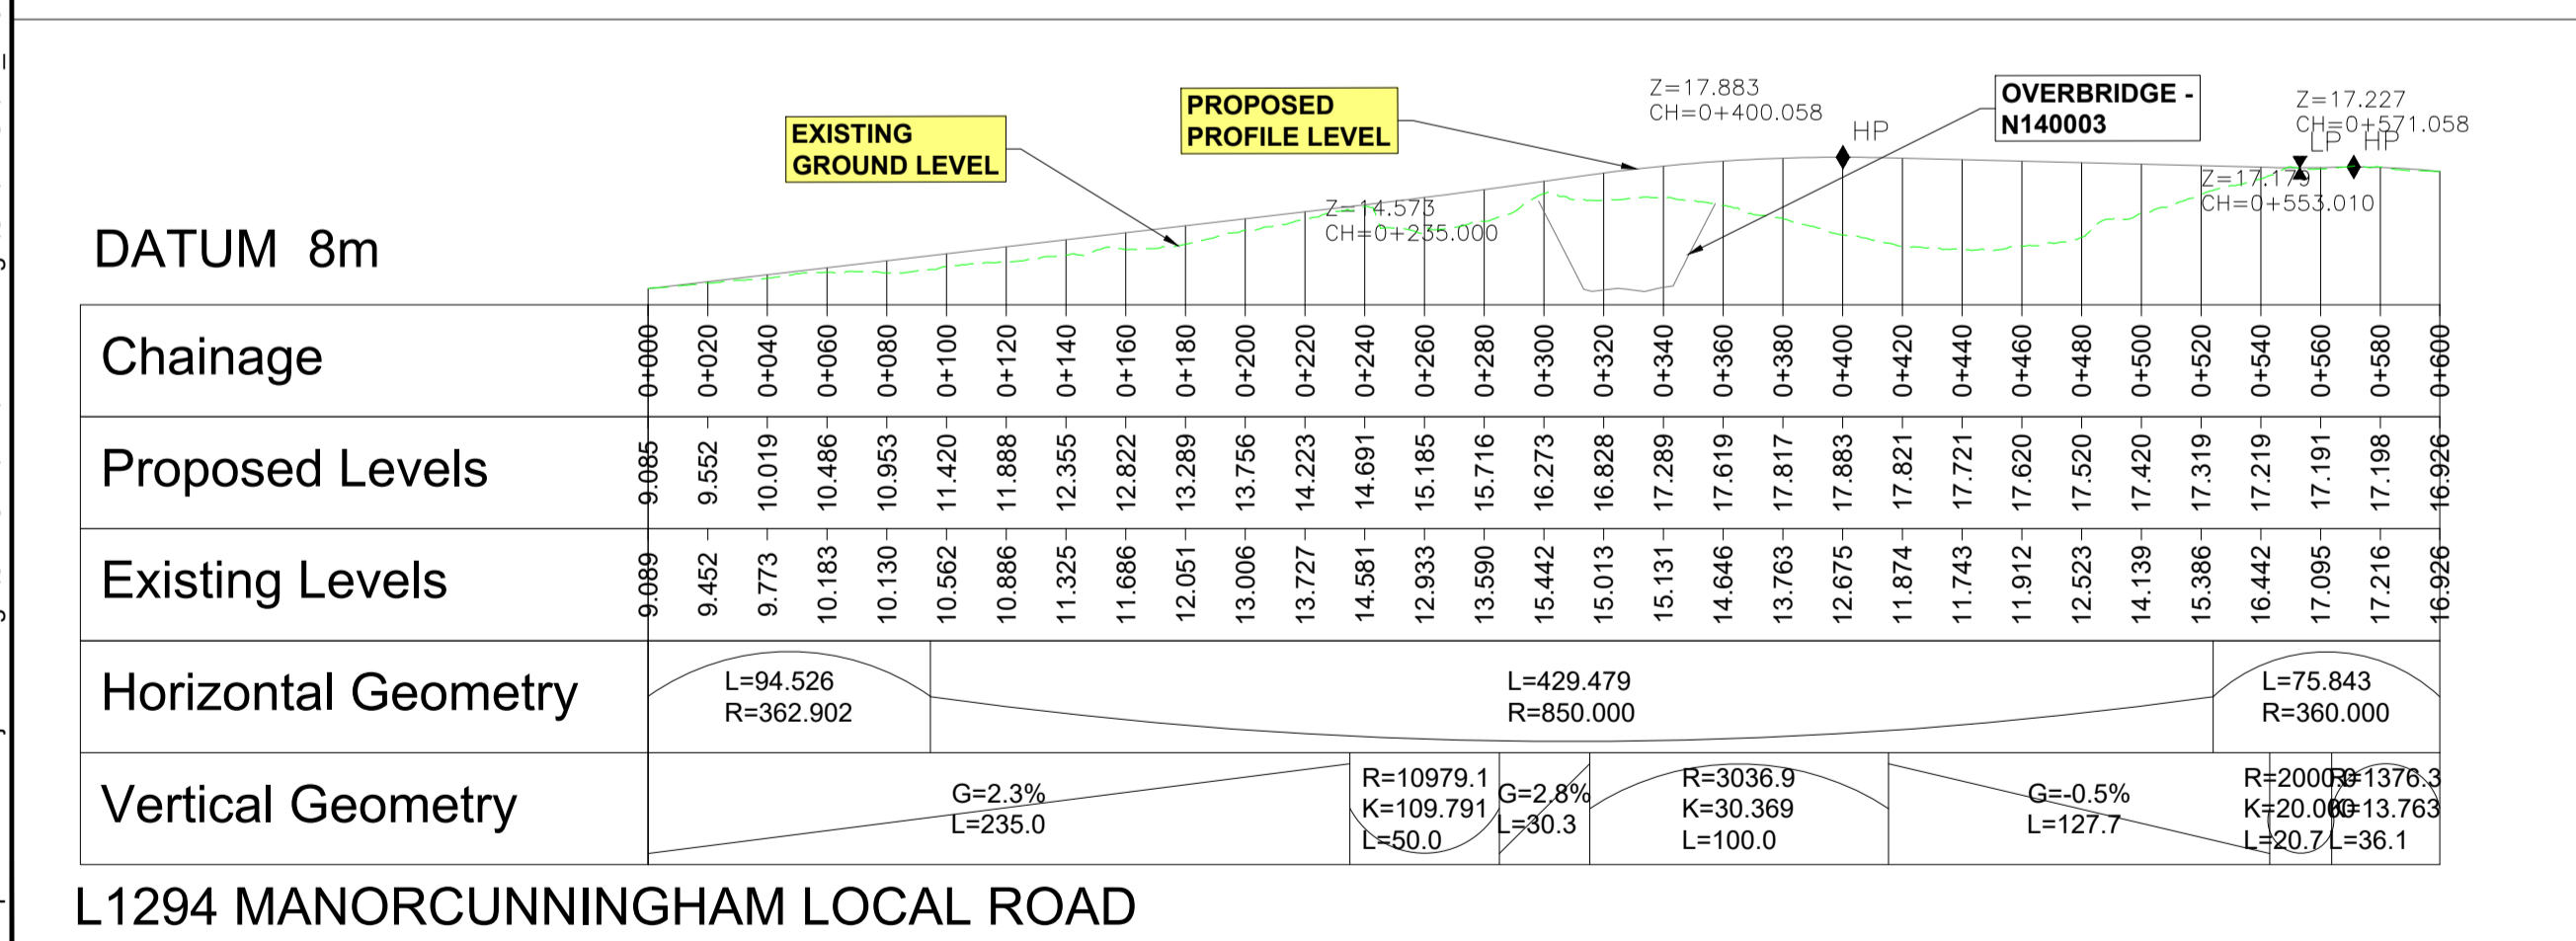 Z=17.883
CH=0+400.058
HP
OVERBRIDGE -
N140003
Z=17.227
CH=0+571.058
LP HP
PROPOSED
PROFILE LEVEL
EXISTING
GROUND LEVEL
Z=14.573
CH=0+235.000
Z=17.179
CH=0+553.010
DATUM 8m
Chainage
0+000 0+020 0+040 0+060 0+080 0+100 0+120 0+140 0+160 0+180 0+200 0+220 0+240 0+260 0+280 0+300 0+320 0+340 0+360 0+380 0+400 0+420 0+440 0+460 0+480 0+500 0+520 0+540 0+560 0+580 0+600
Proposed Levels
9.085 9.552 10.019 10.486 10.953 11.420 11.888 12.355 12.822 13.289 13.756 14.223 14.691 15.185 15.716 16.273 16.828 17.289 17.619 17.817 17.883 17.821 17.721 17.620 17.520 17.420 17.319 17.219 17.191 17.198 16.926
Existing Levels
9.089 9.452 9.773 10.183 10.130 10.562 10.886 11.325 11.686 12.051 13.006 13.727 14.581 12.933 13.590 15.442 15.013 15.131 14.646 13.763 12.675 11.874 11.743 11.912 12.523 14.139 15.386 16.442 17.095 17.216 16.926
Horizontal Geometry
L=94.526
R=362.902
L=429.479
R=850.000
L=75.843
R=360.000
Vertical Geometry
G=2.3%
L=235.0
R=10979.1
K=109.791
L=50.0
G=2.8%
L=30.3
R=3036.9
K=30.369
L=100.0
G=-0.5%
L=127.7
R=2000.0
K=20.000
L=20.7
R=1376.3
K=13.763
L=36.1
L1294 MANORCUNNINGHAM LOCAL ROAD